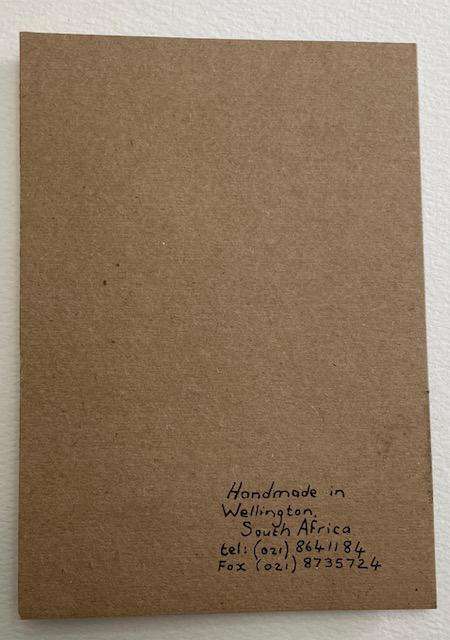 Handmade in
Wellington,
South Africa
tel: (021) 8641184
Fax (021) 8735724